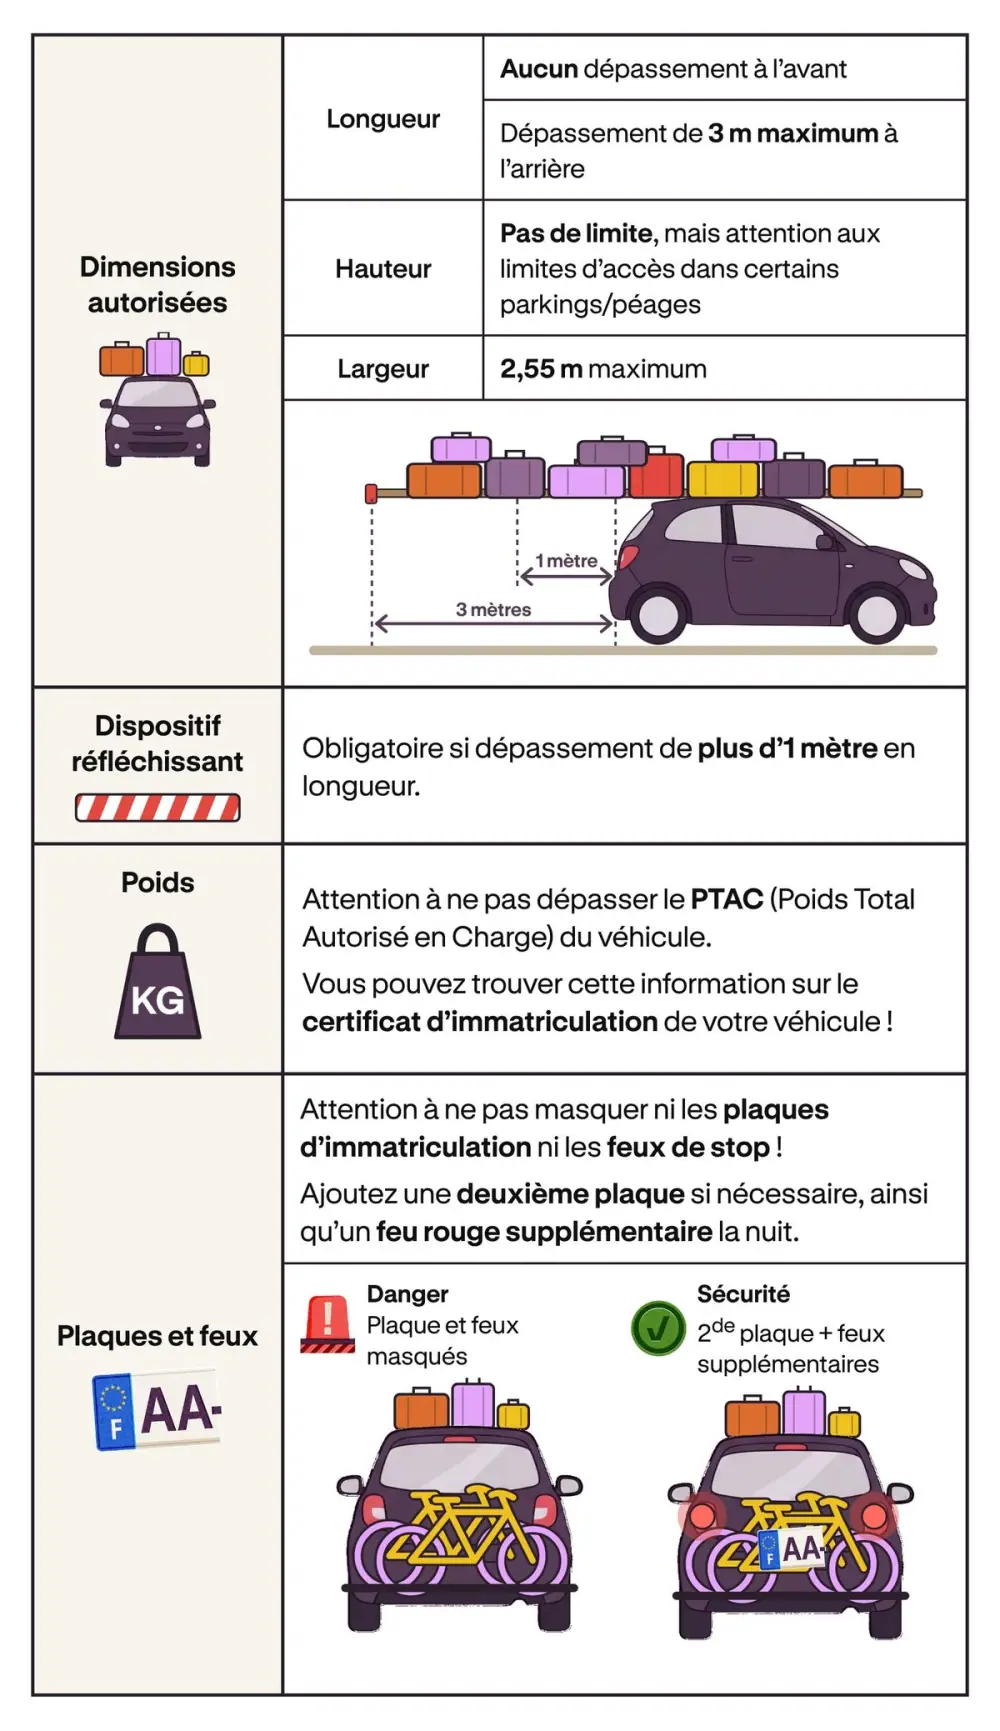 Dimensions
autorisées
Longueur
Aucun dépassement à l’avant
Dépassement de 3 m maximum à
l’arrière
Hauteur
Pas de limite, mais attention aux
limites d’accès dans certains
parkings/péages
Largeur
2,55 m maximum
1 mètre
3 mètres
Dispositif
réfléchissant
Obligatoire si dépassement de plus d’1 mètre en
longueur.
Poids
KG
Attention à ne pas dépasser le PTAC (Poids Total
Autorisé en Charge) du véhicule.
Vous pouvez trouver cette information sur le
certificat d’immatriculation de votre véhicule !
Plaques et feux
F AA-
Attention à ne pas masquer ni les plaques
d’immatriculation ni les feux de stop !
Ajoutez une deuxième plaque si nécessaire, ainsi
qu’un feu rouge supplémentaire la nuit.
Danger
Plaque et feux
masqués
Sécurité
2de plaque + feux
supplémentaires
F AA-